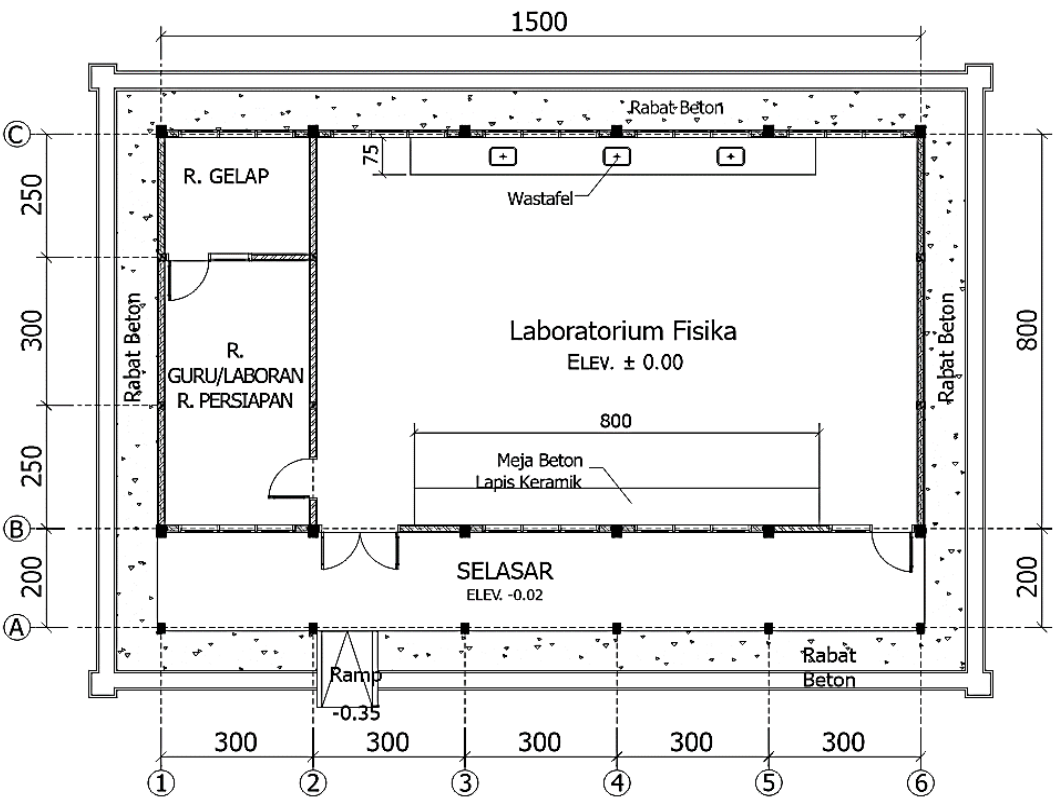 1500
Rabat Beton
C
75
R. GELAP
Wastafel
250
300
Rabat Beton
Laboratorium Fisika
ELEV. ± 0.00
Rabat Beton
800
R.
GURU/LABORAN
R. PERSIAPAN
800
250
Meja Beton
Lapis Keramik
B
200
SELASAR
ELEV. -0.02
200
A
Rabat
Beton
Ramp
-0.35
300 300 300 300 300
1 2 3 4 5 6